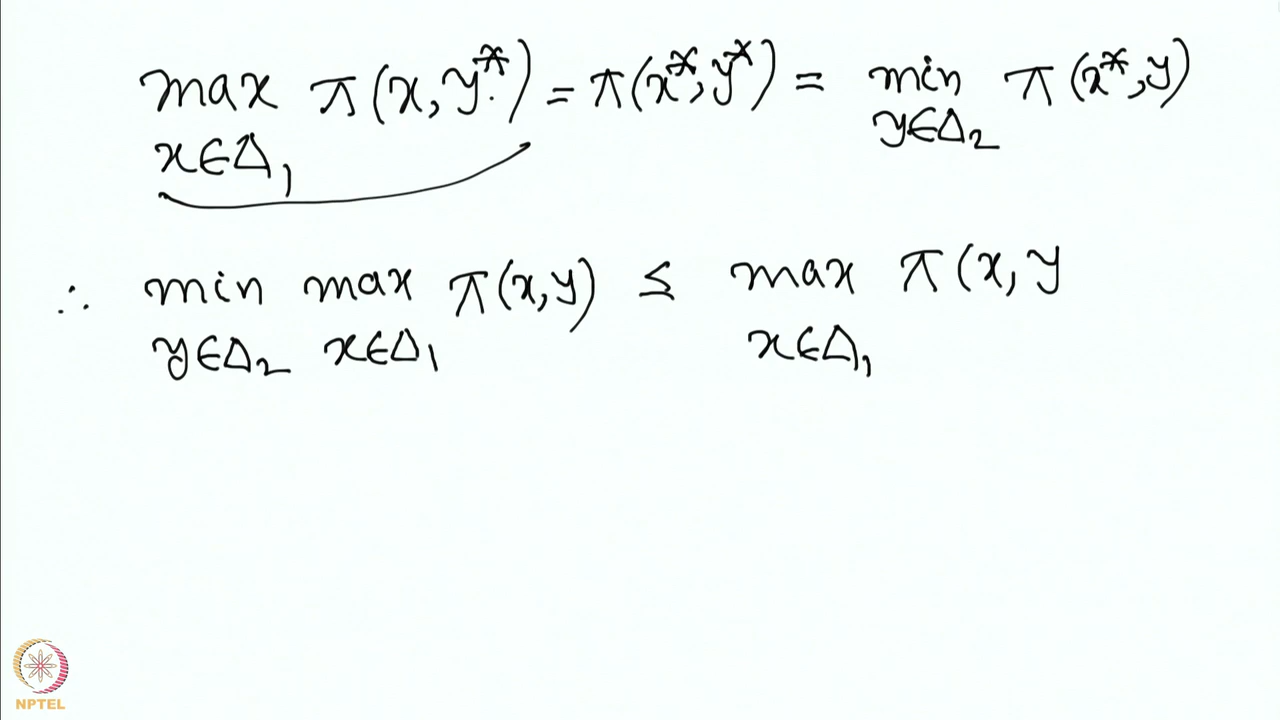 max π(x, y*) = π(x*, y*) = min π(x*, y)
x∈Δ₁ y∈Δ₂
∴ min max π(x, y) ≤ max π(x, y
y∈Δ₂ x∈Δ₁ x∈Δ₁
NPTEL